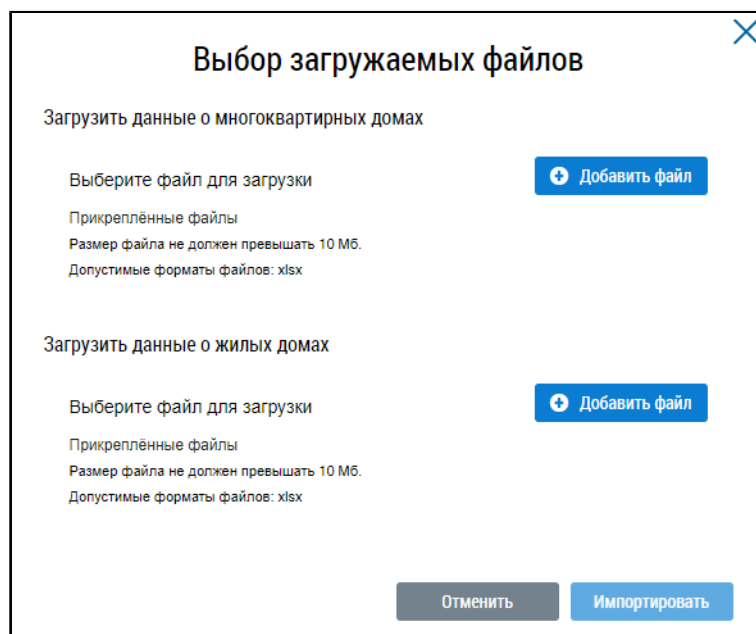 Выбор загружаемых файлов
Загрузить данные о многоквартирных домах
Выберите файл для загрузки
Добавить файл
Прикреплённые файлы
Размер файла не должен превышать 10 Мб.
Допустимые форматы файлов: xlsx
Загрузить данные о жилых домах
Выберите файл для загрузки
Добавить файл
Прикреплённые файлы
Размер файла не должен превышать 10 Мб.
Допустимые форматы файлов: xlsx
Отменить
Импортировать